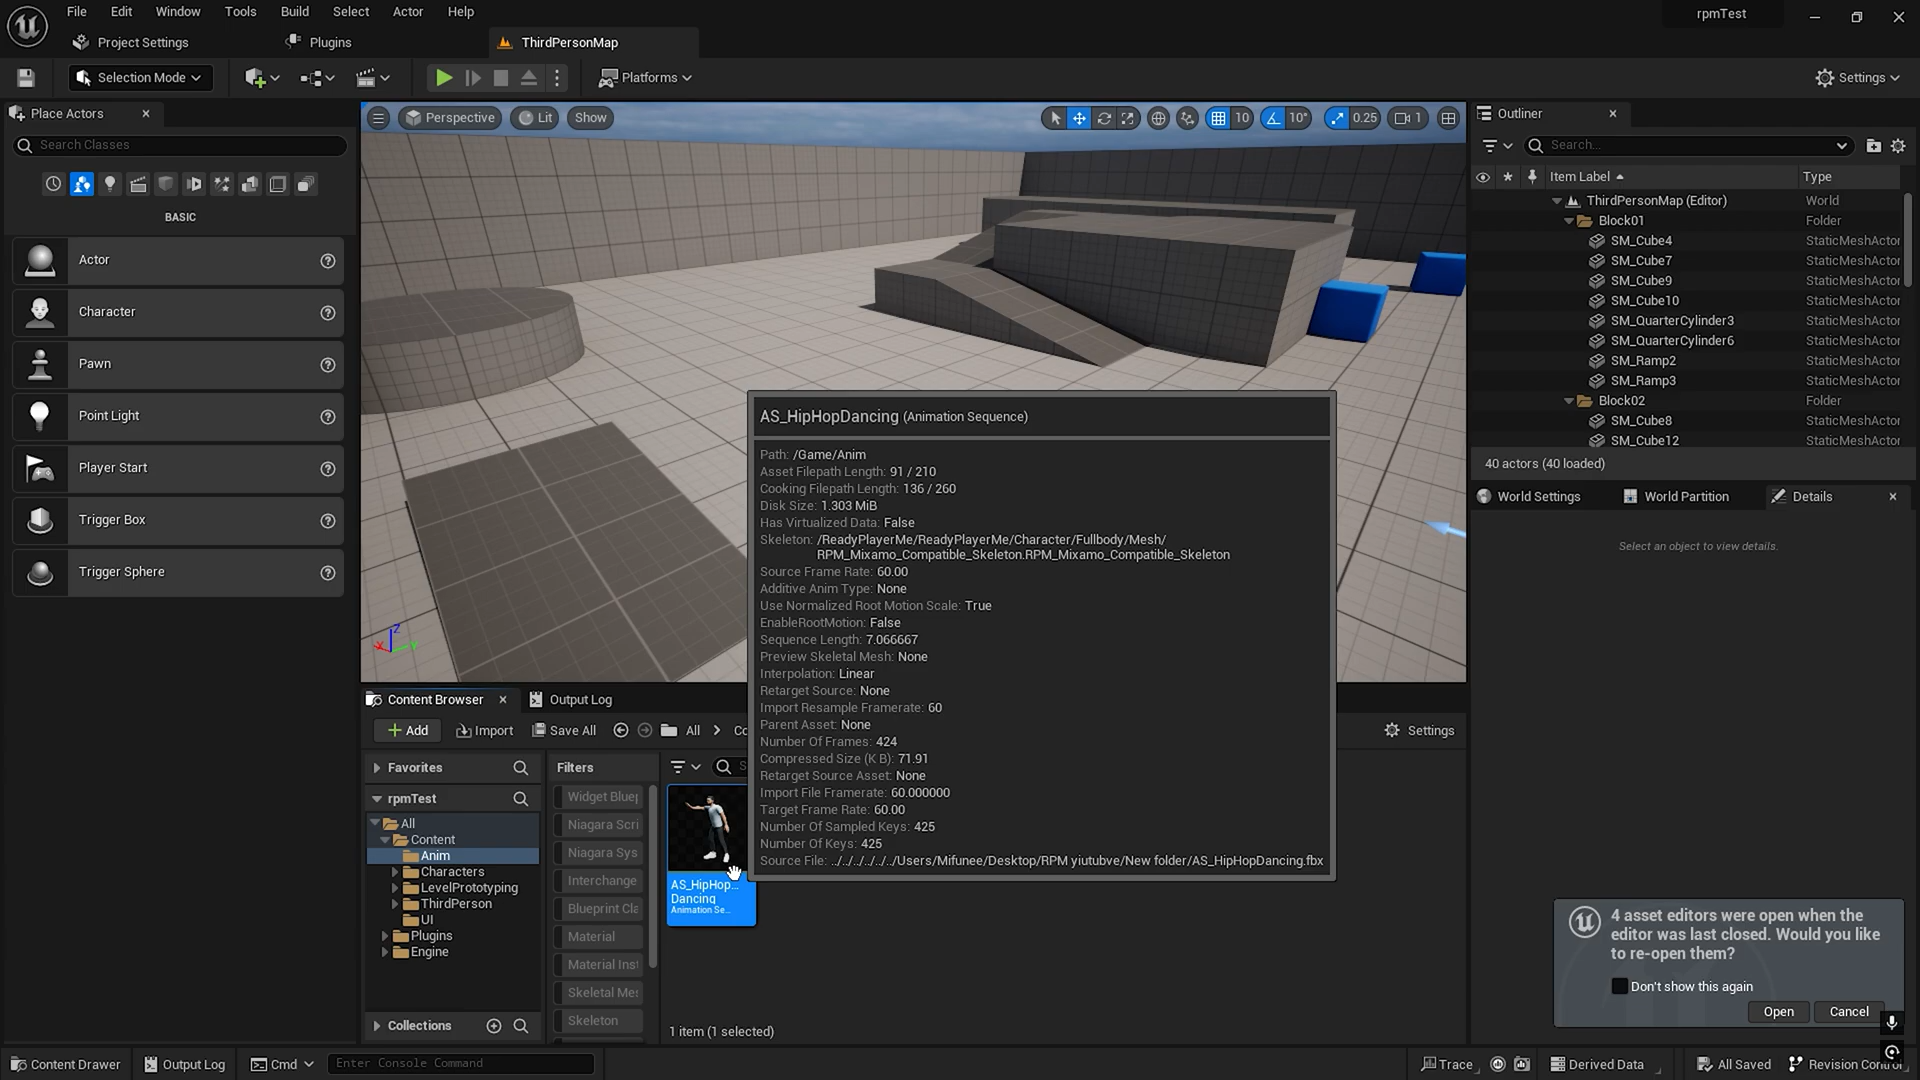 File Edit Window Tools Build Select Actor Help
rpmTest
Project Settings
Plugins
ThirdPersonMap
Selection Mode
Platforms
Settings
Place Actors
Search Classes
BASIC
Actor
Character
Pawn
Point Light
Player Start
Trigger Box
Trigger Sphere
Perspective
Lit
Show
10
10°
0.25
1
Z
X
Y
AS_HipHopDancing (Animation Sequence)
Path: /Game/Anim
Asset Filepath Length: 91 / 210
Cooking Filepath Length: 136 / 260
Disk Size: 1.303 MiB
Has Virtualized Data: False
Skeleton: /ReadyPlayerMe/ReadyPlayerMe/Character/Fullbody/Mesh/
RPM_Mixamo_Compatible_Skeleton.RPM_Mixamo_Compatible_Skeleton
Source Frame Rate: 60.00
Additive Anim Type: None
Use Normalized Root Motion Scale: True
EnableRootMotion: False
Sequence Length: 7.066667
Preview Skeletal Mesh: None
Interpolation: Linear
Retarget Source: None
Import Resample Framerate: 60
Parent Asset: None
Number Of Frames: 424
Compressed Size (KB): 71.91
Retarget Source Asset: None
Import File Framerate: 60.000000
Target Frame Rate: 60.00
Number Of Sampled Keys: 425
Number Of Keys: 425
Source File: ../../../../../../Users/Mifunee/Desktop/RPM yiutubve/New folder/AS_HipHopDancing.fbx
Content Browser
Output Log
Add
Import
Save All
All
Co
Settings
Favorites
rpmTest
All
Content
Anim
Characters
LevelPrototyping
ThirdPerson
UI
Plugins
Engine
Collections
Filters
Widget Bluep
Niagara Scri
Niagara Sys
Interchange
Blueprint Cla
Material
Material Inst
Skeletal Mes
Skeleton
S
AS_HipHop...
Dancing
Animation Se...
1 item (1 selected)
Outliner
Search...
Item Label
Type
ThirdPersonMap (Editor) World
Block01 Folder
SM_Cube4 StaticMeshActor
SM_Cube7 StaticMeshActor
SM_Cube9 StaticMeshActor
SM_Cube10 StaticMeshActor
SM_QuarterCylinder3 StaticMeshActor
SM_QuarterCylinder6 StaticMeshActor
SM_Ramp2 StaticMeshActor
SM_Ramp3 StaticMeshActor
Block02 Folder
SM_Cube8 StaticMeshActor
SM_Cube12 StaticMeshActor
40 actors (40 loaded)
World Settings
World Partition
Details
Select an object to view details.
4 asset editors were open when the
editor was last closed. Would you like
to re-open them?
Don't show this again
Open
Cancel
Content Drawer
Output Log
Cmd
Enter Console Command
Trace
Derived Data
All Saved
Revision Control